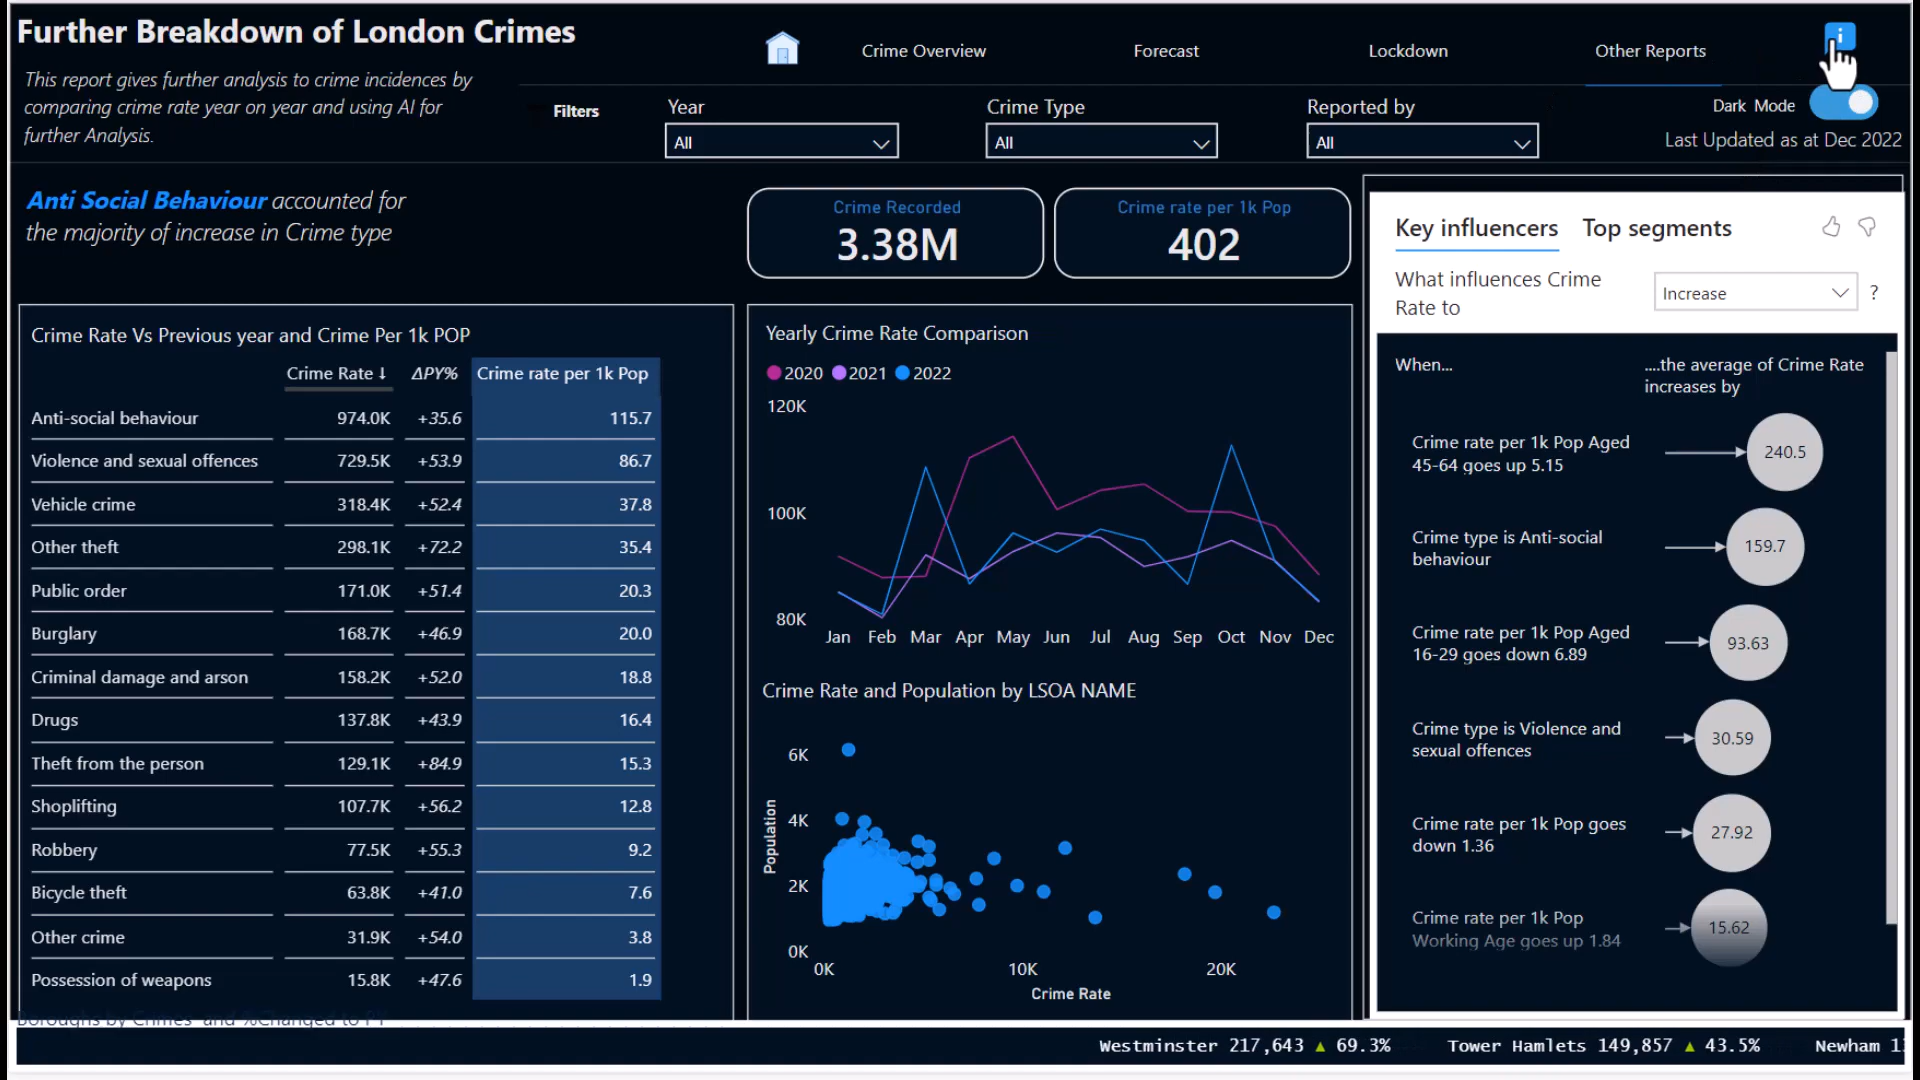 Further Breakdown of London Crimes
This report gives further analysis to crime incidences by
comparing crime rate year on year and using AI for
further Analysis.
Crime Overview
Forecast
Lockdown
Other Reports
i
Filters
Year
All
Crime Type
All
Reported by
All
Dark Mode
Last Updated as at Dec 2022
Anti Social Behaviour accounted for
the majority of increase in Crime type
Crime Recorded
3.38M
Crime rate per 1k Pop
402
Crime Rate Vs Previous year and Crime Per 1k POP
Crime Rate ↓ ΔPY% Crime rate per 1k Pop
Anti-social behaviour 974.0K +35.6 115.7
Violence and sexual offences 729.5K +53.9 86.7
Vehicle crime 318.4K +52.4 37.8
Other theft 298.1K +72.2 35.4
Public order 171.0K +51.4 20.3
Burglary 168.7K +46.9 20.0
Criminal damage and arson 158.2K +52.0 18.8
Drugs 137.8K +43.9 16.4
Theft from the person 129.1K +84.9 15.3
Shoplifting 107.7K +56.2 12.8
Robbery 77.5K +55.3 9.2
Bicycle theft 63.8K +41.0 7.6
Other crime 31.9K +54.0 3.8
Possession of weapons 15.8K +47.6 1.9
Yearly Crime Rate Comparison
2020 2021 2022
120K
100K
80K
Jan Feb Mar Apr May Jun Jul Aug Sep Oct Nov Dec
Crime Rate and Population by LSOA NAME
Population
6K
4K
2K
0K
0K 10K 20K
Crime Rate
Key influencers Top segments
What influences Crime
Rate to
Increase
?
When...
....the average of Crime Rate
increases by
Crime rate per 1k Pop Aged
45-64 goes up 5.15
240.5
Crime type is Anti-social
behaviour
159.7
Crime rate per 1k Pop Aged
16-29 goes down 6.89
93.63
Crime type is Violence and
sexual offences
30.59
Crime rate per 1k Pop goes
down 1.36
27.92
Crime rate per 1k Pop
Working Age goes up 1.84
15.62
Boroughs by Crimes and %Changed to PY
Westminster 217,643 ▲ 69.3% Tower Hamlets 149,857 ▲ 43.5% Newham